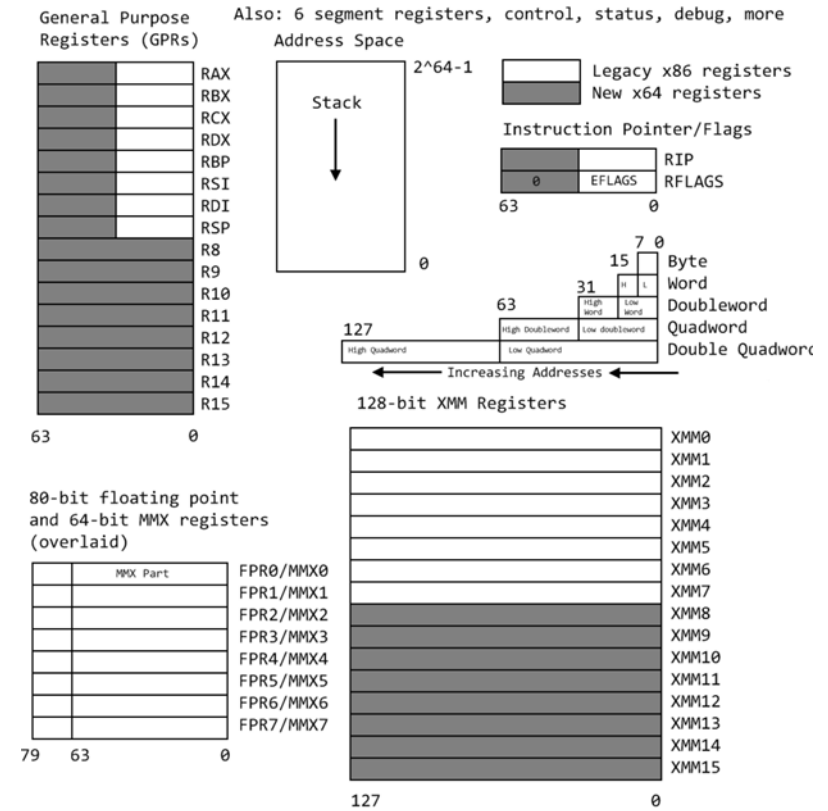 General Purpose
Registers (GPRs)
Also: 6 segment registers, control, status, debug, more
Address Space
RAX
RBX
RCX
RDX
RBP
RSI
RDI
RSP
R8
R9
R10
R11
R12
R13
R14
R15
63 0
2^64-1
Stack
0
Legacy x86 registers
New x64 registers
Instruction Pointer/Flags
RIP
0 EFLAGS RFLAGS
63 0
7 0
15 Byte
H L Word
31 High Word Low Word Doubleword
63 High Doubleword Low doubleword Quadword
127 High Quadword Low Quadword Double Quadword
Increasing Addresses
80-bit floating point
and 64-bit MMX registers
(overlaid)
MMX Part FPR0/MMX0
FPR1/MMX1
FPR2/MMX2
FPR3/MMX3
FPR4/MMX4
FPR5/MMX5
FPR6/MMX6
FPR7/MMX7
79 63 0
128-bit XMM Registers
XMM0
XMM1
XMM2
XMM3
XMM4
XMM5
XMM6
XMM7
XMM8
XMM9
XMM10
XMM11
XMM12
XMM13
XMM14
XMM15
127 0